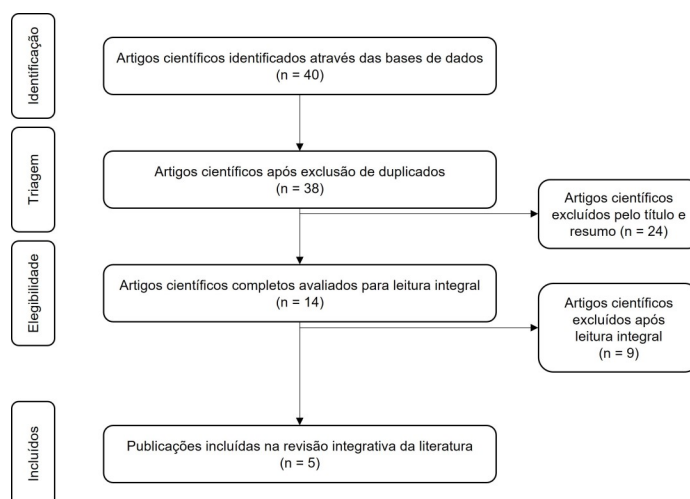 Identificação
Artigos científicos identificados através das bases de dados
(n = 40)
Triagem
Artigos científicos após exclusão de duplicados
(n = 38)
Artigos científicos
excluídos pelo título e
resumo (n = 24)
Elegibilidade
Artigos científicos completos avaliados para leitura integral
(n = 14)
Artigos científicos
excluídos após
leitura integral
(n = 9)
Incluídos
Publicações incluídas na revisão integrativa da literatura
(n = 5)